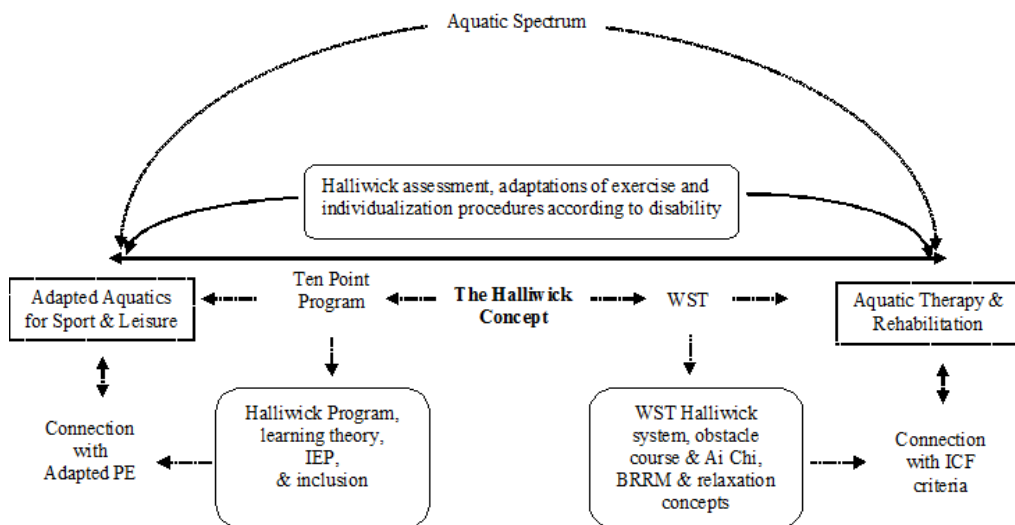 Aquatic Spectrum
Halliwick assessment, adaptations of exercise and
individualization procedures according to disability
Adapted Aquatics
for Sport & Leisure
Ten Point
Program
The Halliwick
Concept
WST
Aquatic Therapy &
Rehabilitation
Connection
with
Adapted PE
Halliwick Program,
learning theory,
IEP,
& inclusion
WST Halliwick
system, obstacle
course & Ai Chi,
BRRM & relaxation
concepts
Connection
with ICF
criteria